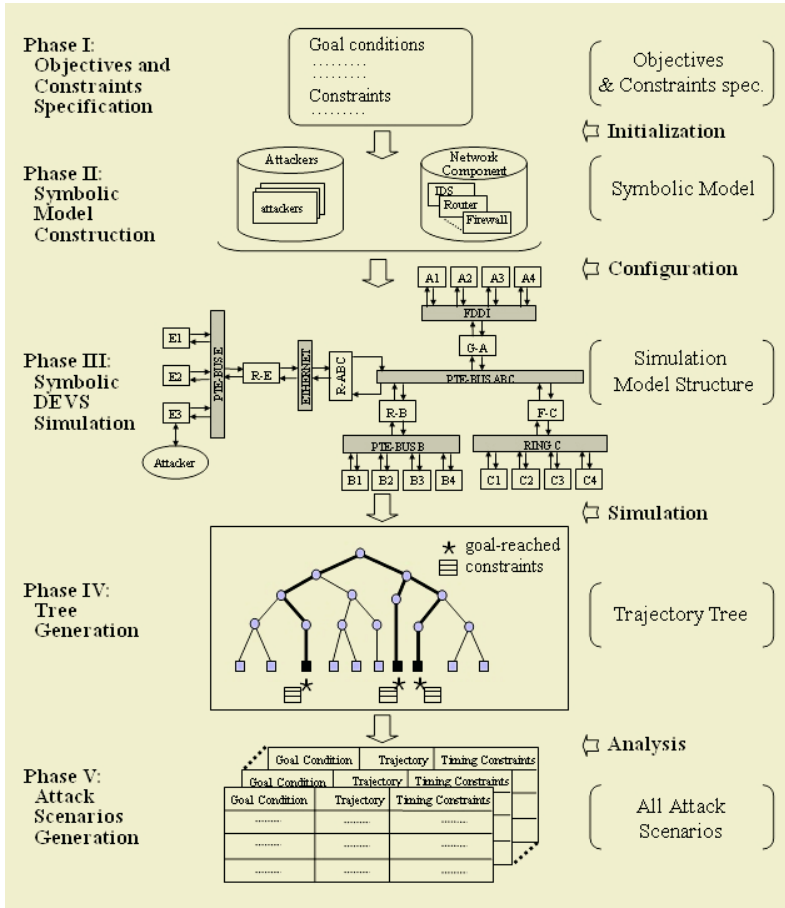 Phase I:
Objectives and
Constraints
Specification
Goal conditions
.........
.........
Constraints
.........
Objectives
& Constraints spec.
Initialization
Phase II:
Symbolic
Model
Construction
Attackers
attackers
Network
Component
IDS
Router
Firewall
Symbolic Model
Configuration
Phase III:
Symbolic
DEVS
Simulation
A1 A2 A3 A4
FDDI
G-A
E1
E2
E3
PTE-BUS E
R-E
ETHERNET
R-ABC
PTE-BUS ABC
R-B
F-C
PTE-BUS B
RING C
B1 B2 B3 B4
C1 C2 C3 C4
Attacker
Simulation
Model Structure
Simulation
Phase IV:
Tree
Generation
goal-reached
constraints
Trajectory Tree
Analysis
Phase V:
Attack
Scenarios
Generation
Goal Condition Trajectory Timing Constraints
Goal Condition Trajectory Timing Constraints
Goal Condition Trajectory Timing Constraints
......... ......... .........
......... ......... .........
......... ......... .........
All Attack
Scenarios